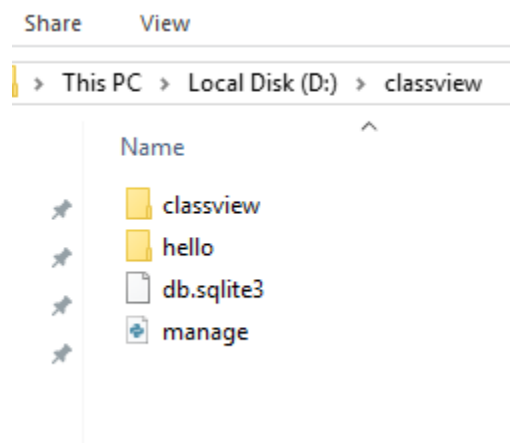 Share View
This PC > Local Disk (D:) > classview
Name
classview
hello
db.sqlite3
manage